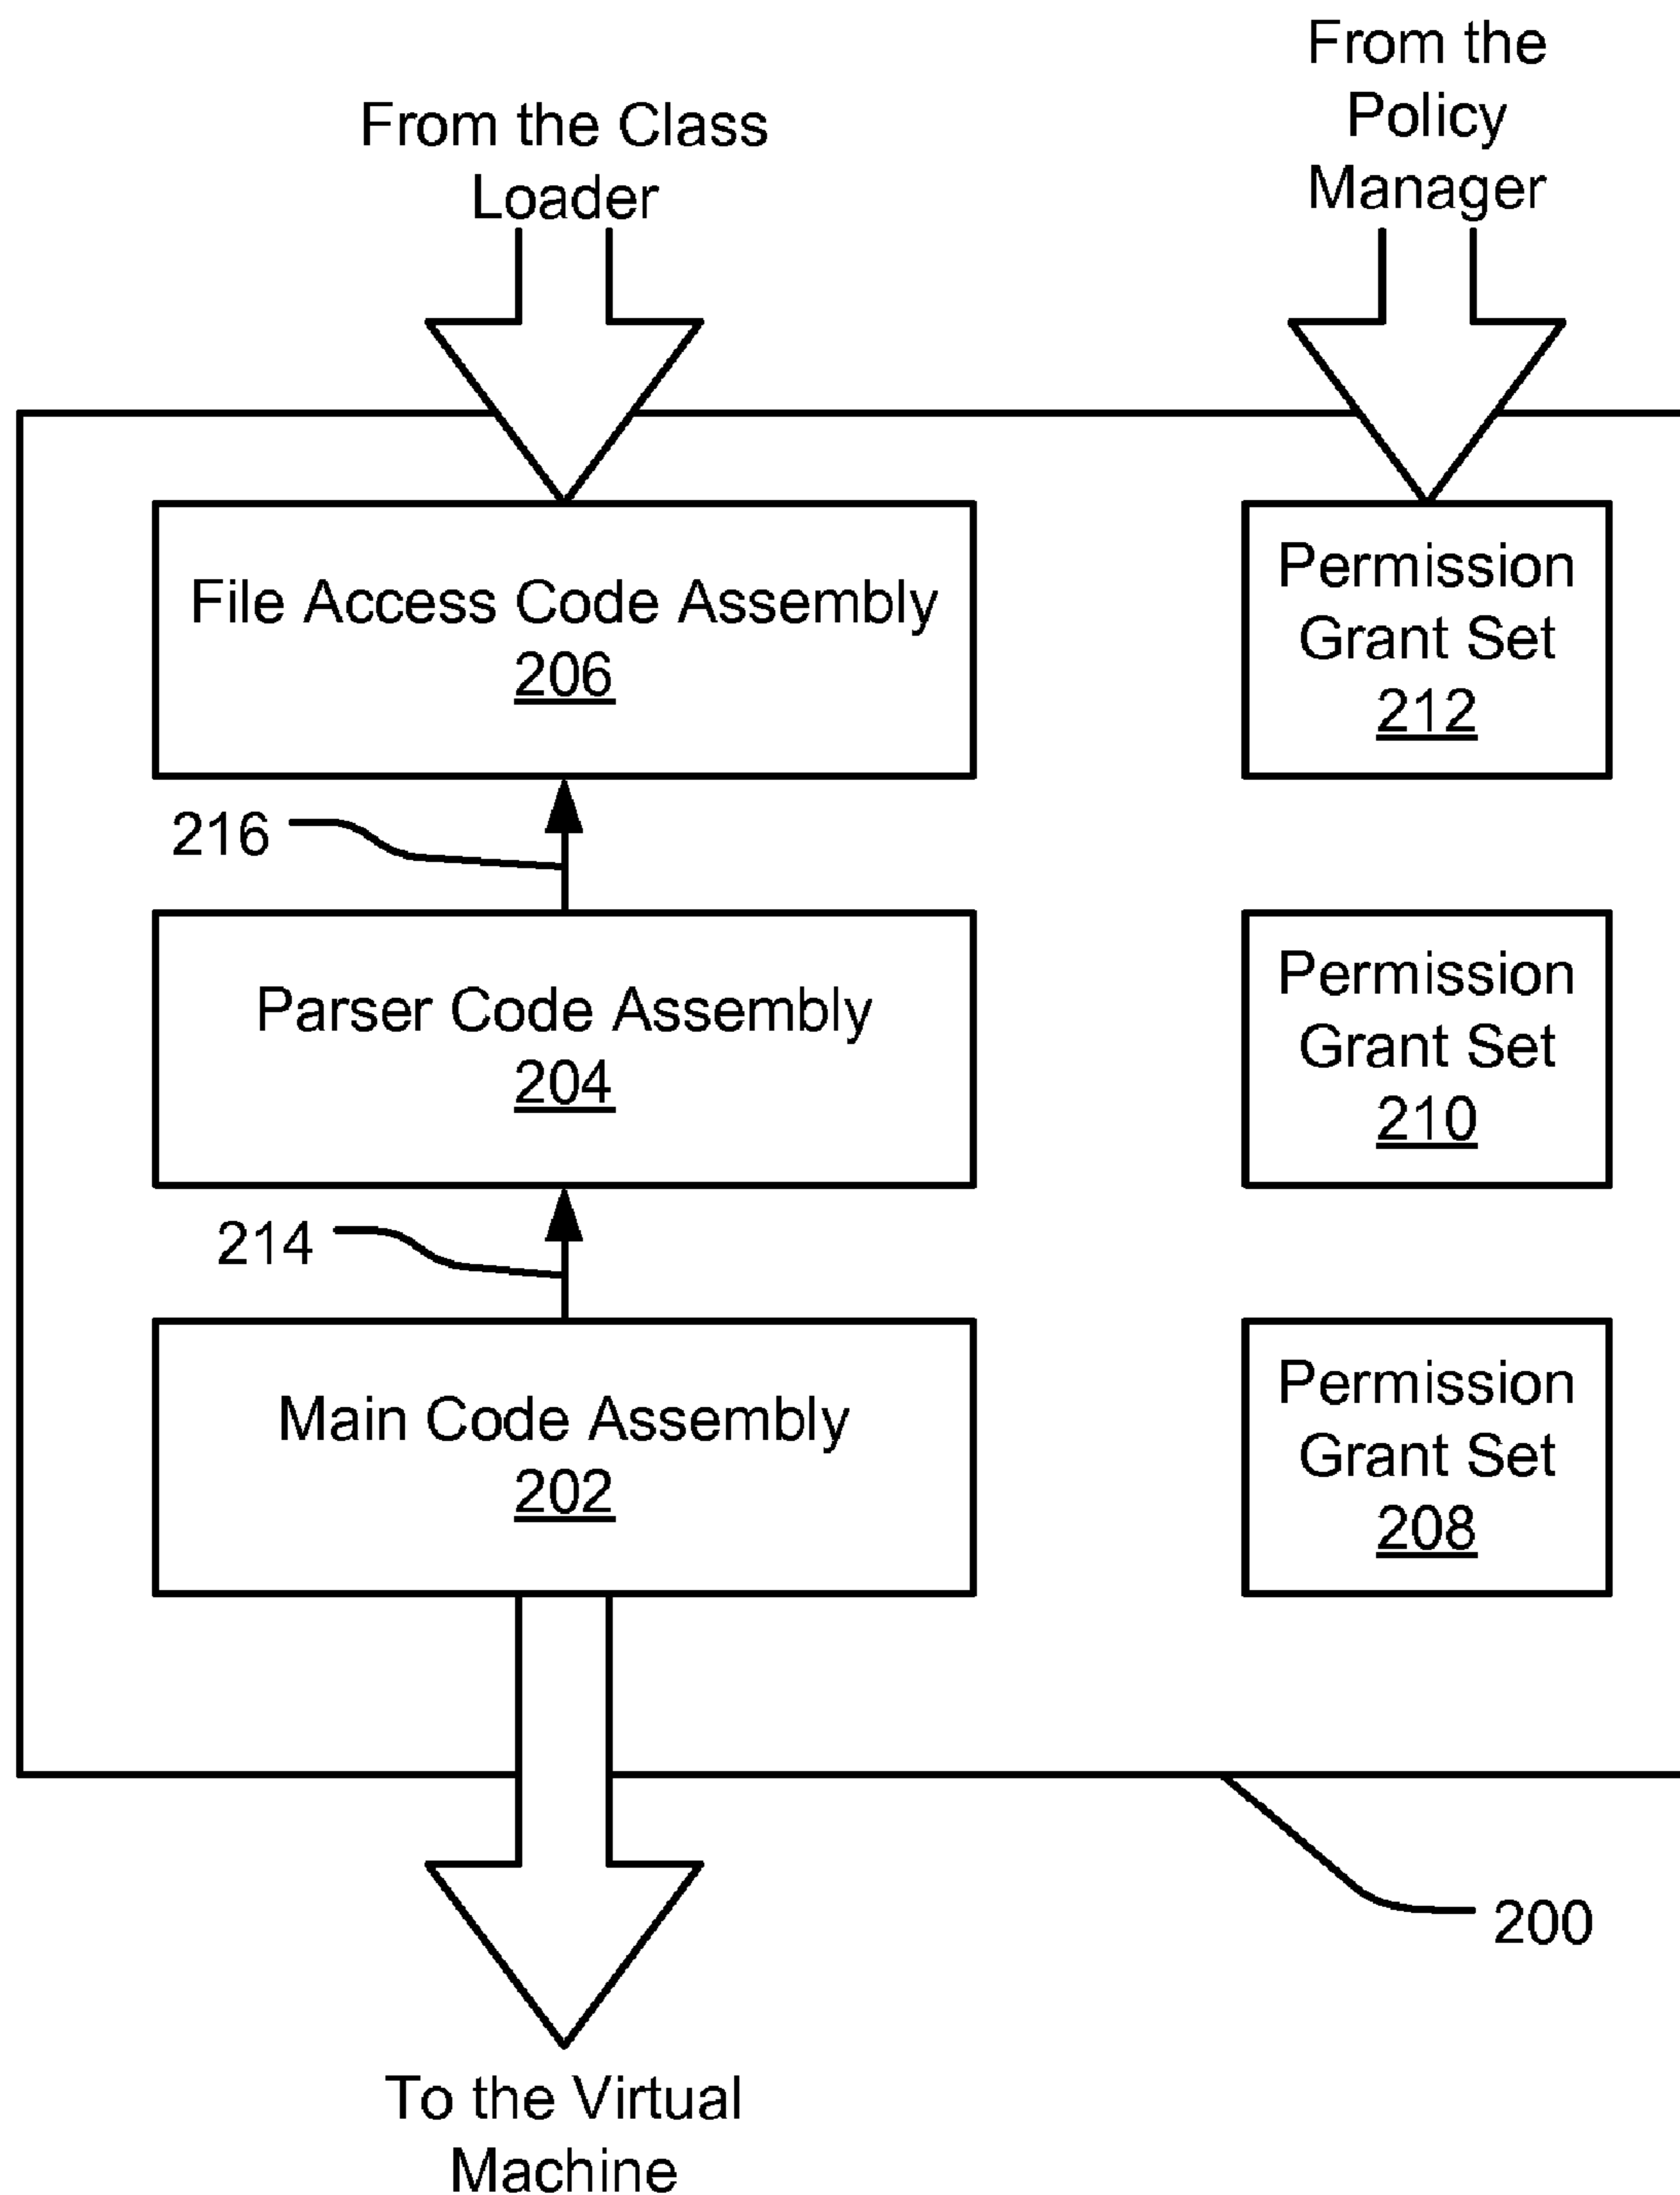 From the Class
Loader
From the
Policy
Manager
File Access Code Assembly
206
Permission
Grant Set
212
216
Parser Code Assembly
204
Permission
Grant Set
210
214
Main Code Assembly
202
Permission
Grant Set
208
200
To the Virtual
Machine